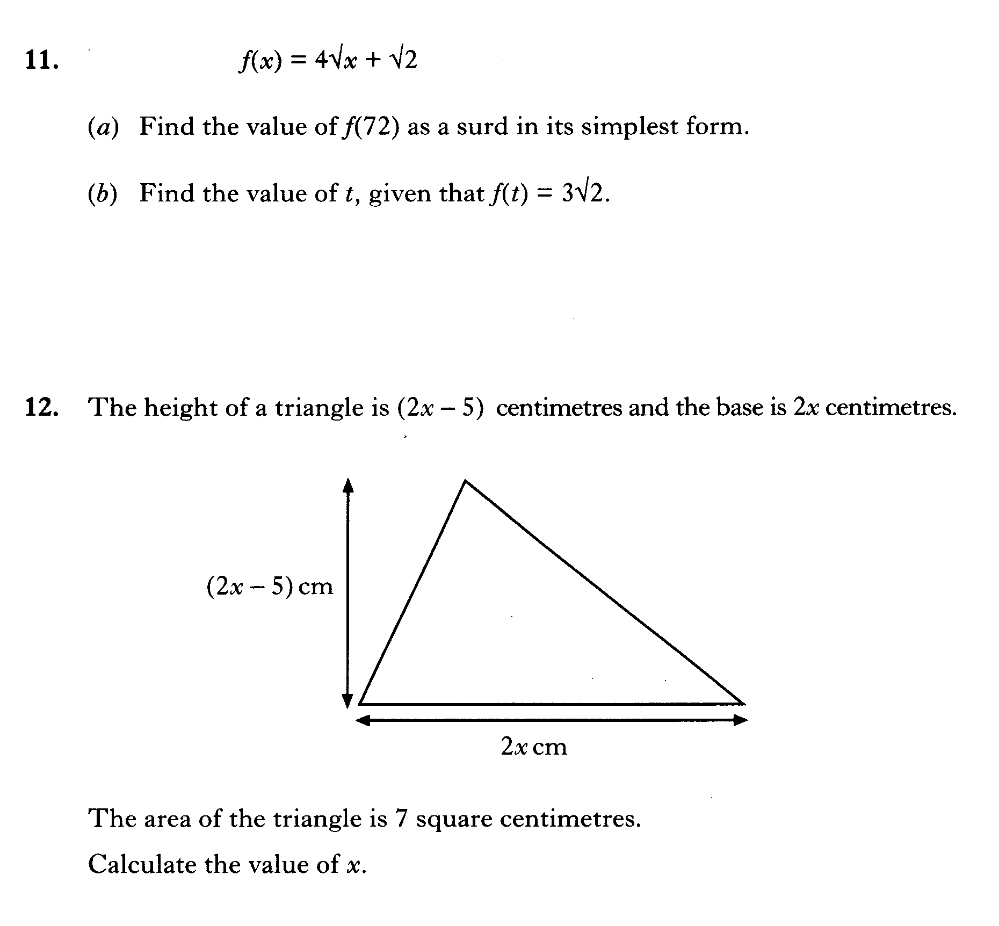 11. f(x) = 4√x + √2
(a) Find the value of f(72) as a surd in its simplest form.
(b) Find the value of t, given that f(t) = 3√2.
12. The height of a triangle is (2x – 5) centimetres and the base is 2x centimetres.
(2x – 5) cm
2x cm
The area of the triangle is 7 square centimetres.
Calculate the value of x.